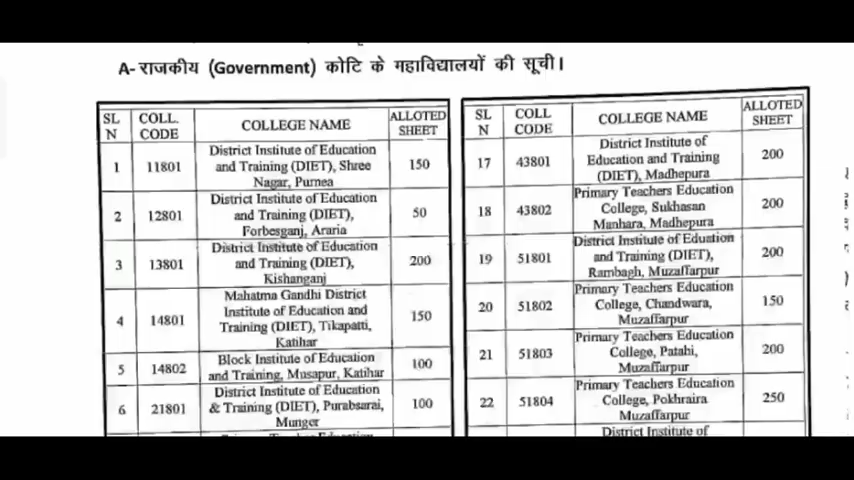 A- राजकीय (Government) कोटि के महाविद्यालयों की सूची।
SL N | COLL. CODE | COLLEGE NAME | ALLOTED SHEET
1 | 11801 | District Institute of Education and Training (DIET), Shree Nagar, Purnea | 150
2 | 12801 | District Institute of Education and Training (DIET), Forbesganj, Araria | 50
3 | 13801 | District Institute of Education and Training (DIET), Kishanganj | 200
4 | 14801 | Mahatma Gandhi District Institute of Education and Training (DIET), Tikapatti, Katihar | 150
5 | 14802 | Block Institute of Education and Training, Musapur, Katihar | 100
6 | 21801 | District Institute of Education & Training (DIET), Purabsarai, Munger | 100
SL N | COLL CODE | COLLEGE NAME | ALLOTED SHEET
17 | 43801 | District Institute of Education and Training (DIET), Madhepura | 200
18 | 43802 | Primary Teachers Education College, Sukhasan Manhara, Madhepura | 200
19 | 51801 | District Institute of Eduation and Training (DIET), Rambagh, Muzaffarpur | 200
20 | 51802 | Primary Teachers Education College, Chandwara, Muzaffarpur | 150
21 | 51803 | Primary Teachers Education College, Patahi, Muzaffarpur | 200
22 | 51804 | Primary Teachers Education College, Pokhraira Muzaffarpur | 250
District Institute of